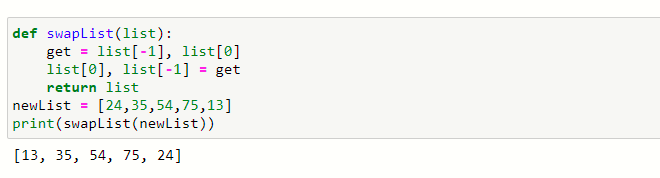 def swapList(list):
    get = list[-1], list[0]
    list[0], list[-1] = get
    return list
newList = [24,35,54,75,13]
print(swapList(newList))
[13, 35, 54, 75, 24]